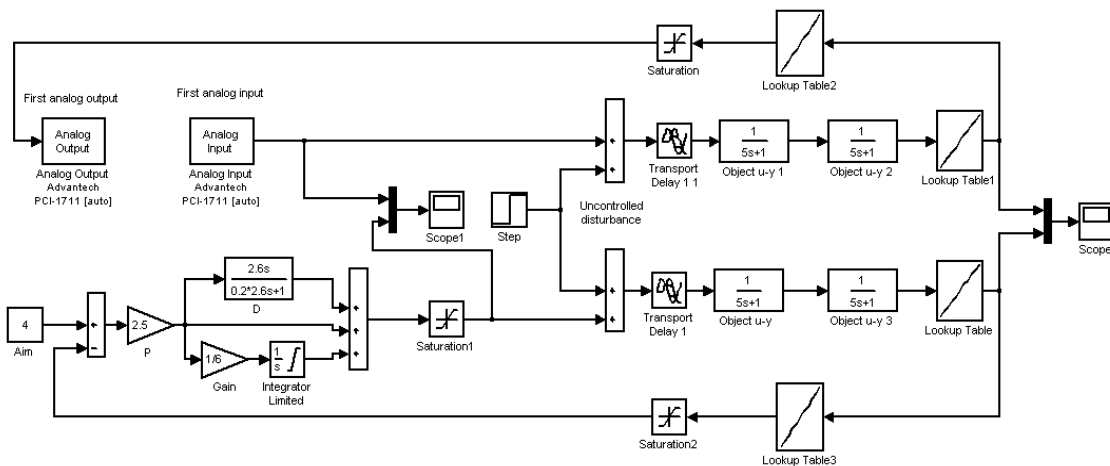 Saturation
Lookup Table2
First analog output
First analog input
Analog
Output
Analog Output
Advantech
PCI-1711 [auto]
Analog
Input
Analog Input
Advantech
PCI-1711 [auto]
+
+
Transport
Delay 1 1
1
5s+1
Object u-y 1
1
5s+1
Object u-y 2
Lookup Table1
Scope1
Step
Uncontrolled
disturbance
Scope
4
Aim
+
−
2.5
P
2.6s
0.2*2.6s+1
D
1/6
Gain
1
s
Integrator
Limited
+
+
+
Saturation1
+
+
Transport
Delay 1
1
5s+1
Object u-y
1
5s+1
Object u-y 3
Lookup Table
Saturation2
Lookup Table3